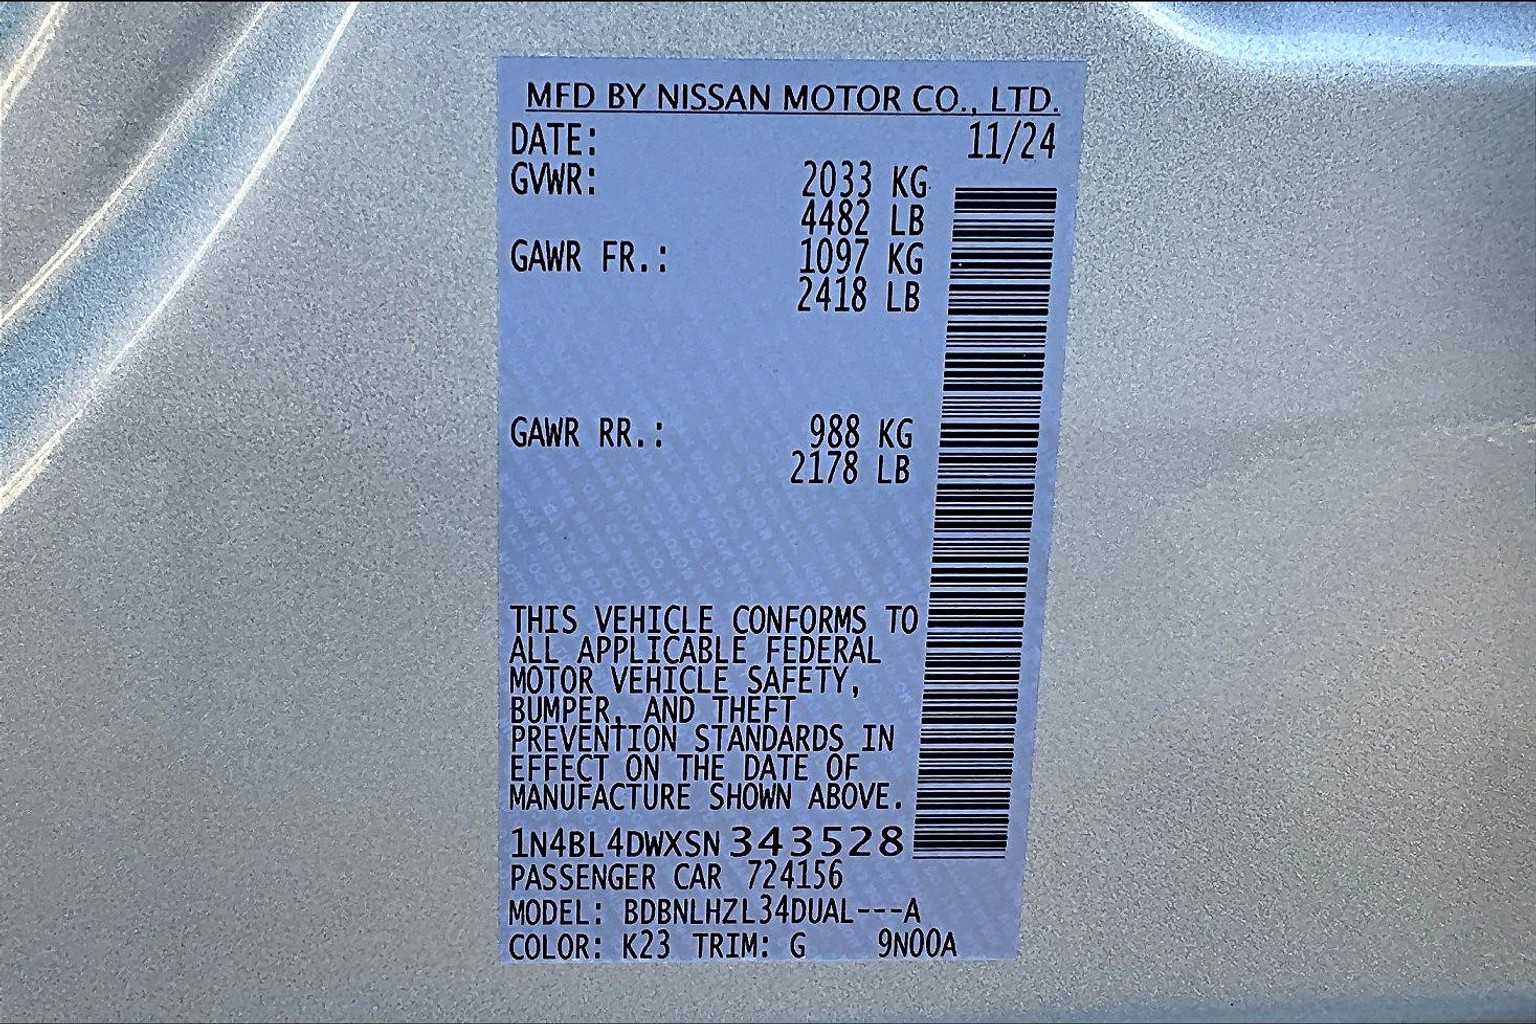 MFD BY NISSAN MOTOR CO., LTD.
DATE: 11/24
GVWR: 2033 KG
4482 LB
GAWR FR.: 1097 KG
2418 LB
GAWR RR.: 988 KG
2178 LB
THIS VEHICLE CONFORMS TO
ALL APPLICABLE FEDERAL
MOTOR VEHICLE SAFETY,
BUMPER, AND THEFT
PREVENTION STANDARDS IN
EFFECT ON THE DATE OF
MANUFACTURE SHOWN ABOVE.
1N4BL4DWXSN343528
PASSENGER CAR 724156
MODEL: BDBNLHZL34DUAL---A
COLOR: K23 TRIM: G 9N00A